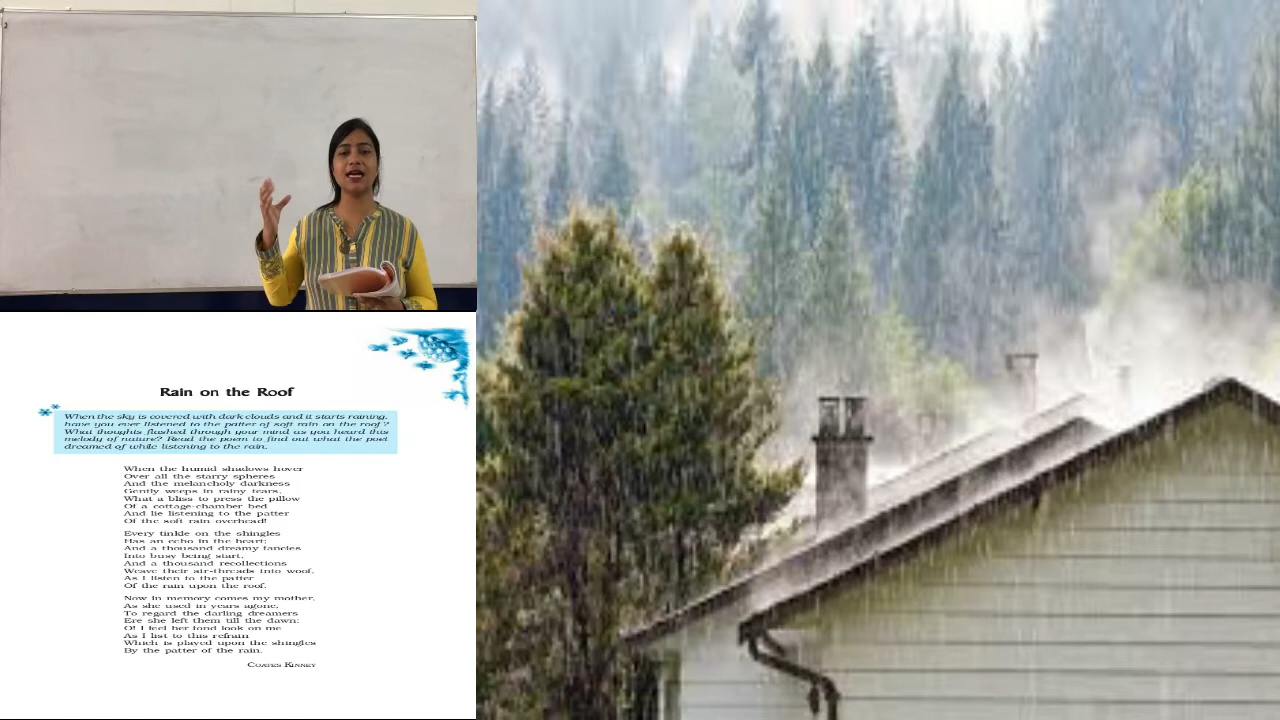 Rain on the Roof
When the sky is covered with dark clouds and it starts raining,
have you ever listened to the patter of soft rain on the roof?
What thoughts flashed through your mind as you heard this
melody of nature? Read the poem to find out what the poet
dreamed of while listening to the rain.
When the humid shadows hover
Over all the starry spheres
And the melancholy darkness
Gently weeps in rainy tears,
What a bliss to press the pillow
Of a cottage-chamber bed
And lie listening to the patter
Of the soft rain overhead!
Every tinkle on the shingles
Has an echo in the heart;
And a thousand dreamy fancies
Into busy being start,
And a thousand recollections
Weave their air-threads into woof,
As I listen to the patter
Of the rain upon the roof.
Now in memory comes my mother,
As she used in years agone,
To regard the darling dreamers
Ere she left them till the dawn:
O! I feel her fond look on me
As I list to this refrain
Which is played upon the shingles
By the patter of the rain.
COATES KINNEY